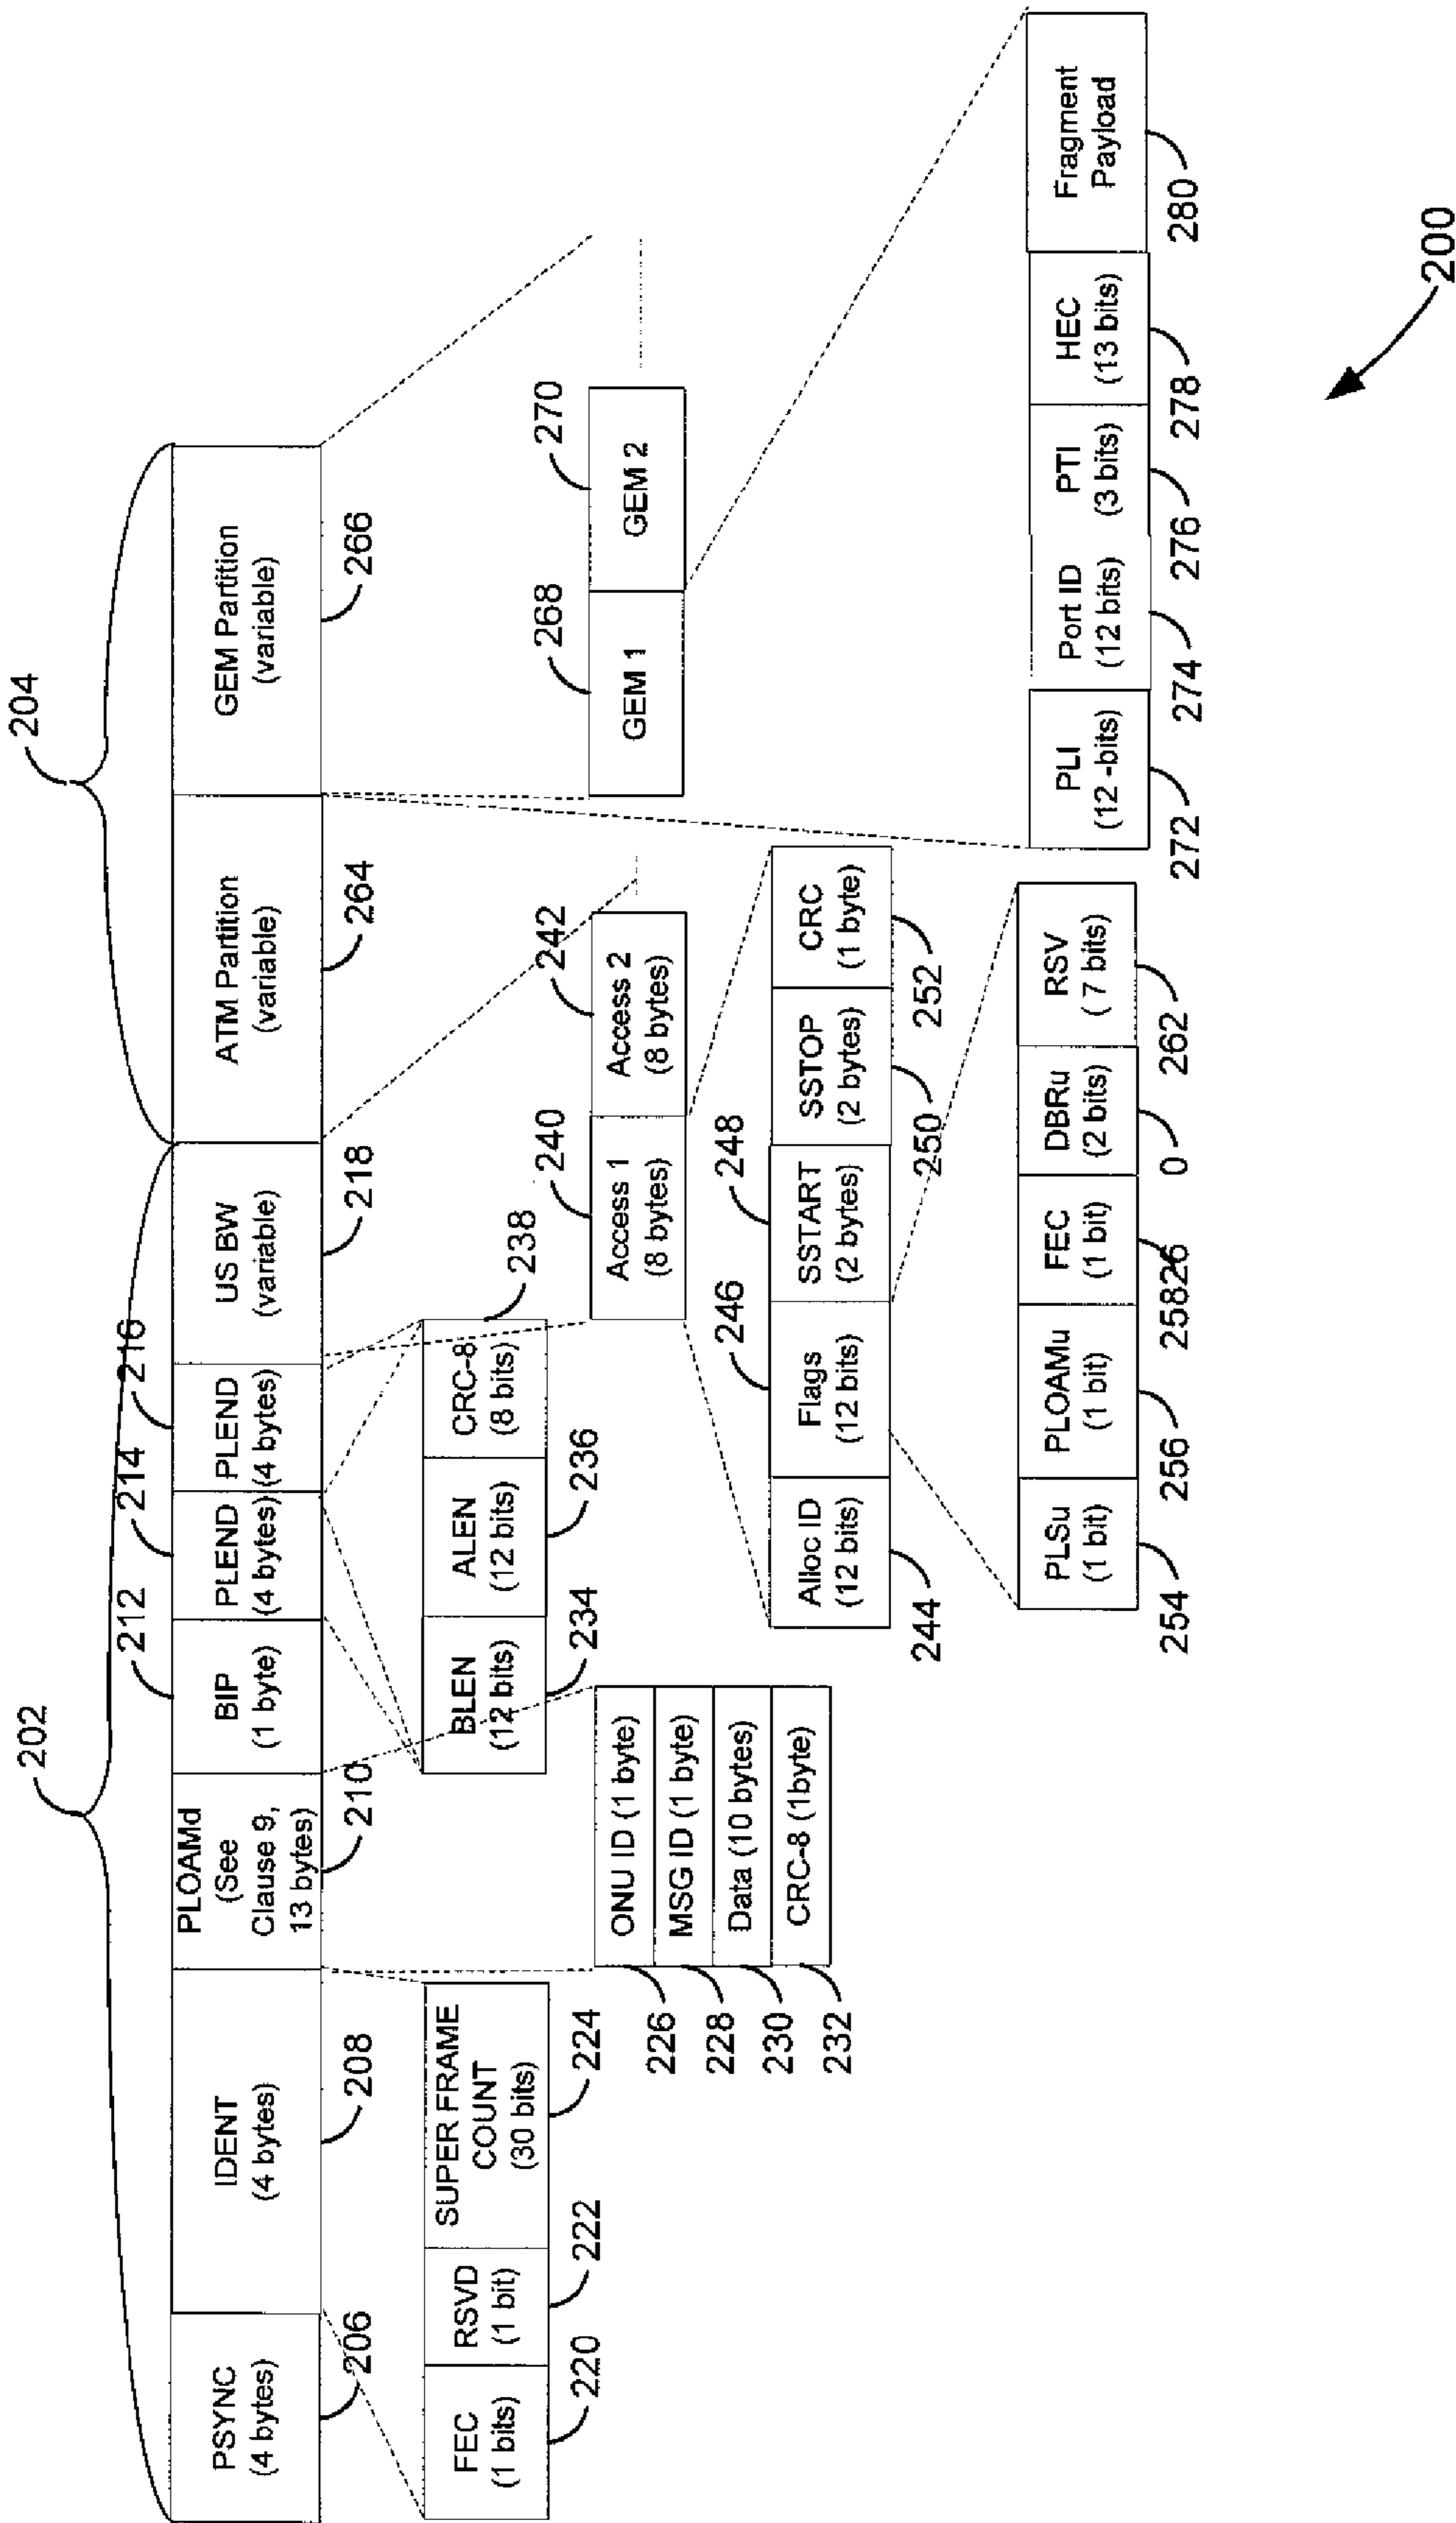 202
204
PSYNC
(4 bytes)
206
IDENT
(4 bytes)
208
PLOAMd
(See
Clause 9,
13 bytes)
210
BIP
(1 byte)
212
PLEND
(4 bytes)
214
PLEND
(4 bytes)
216
US BW
(variable)
218
ATM Partition
(variable)
264
GEM Partition
(variable)
266
FEC
(1 bits)
220
RSVD
(1 bit)
222
SUPER FRAME
COUNT
(30 bits)
224
BLEN
(12 bits)
234
ALEN
(12 bits)
236
CRC-8
(8 bits)
238
ONU ID (1 byte)
226
MSG ID (1 byte)
228
Data (10 bytes)
230
CRC-8 (1byte)
232
Access 1
(8 bytes)
240
Access 2
(8 bytes)
242
GEM 1
268
GEM 2
270
Alloc ID
(12 bits)
244
Flags
(12 bits)
246
SSTART
(2 bytes)
248
SSTOP
(2 bytes)
250
CRC
(1 byte)
252
PLSu
(1 bit)
254
PLOAMu
(1 bit)
256
FEC
(1 bit)
25826
DBRu
(2 bits)
0
RSV
( 7 bits)
262
PLI
(12 -bits)
272
Port ID
(12 bits)
274
PTI
(3 bits)
276
HEC
(13 bits)
278
Fragment
Payload
280
200